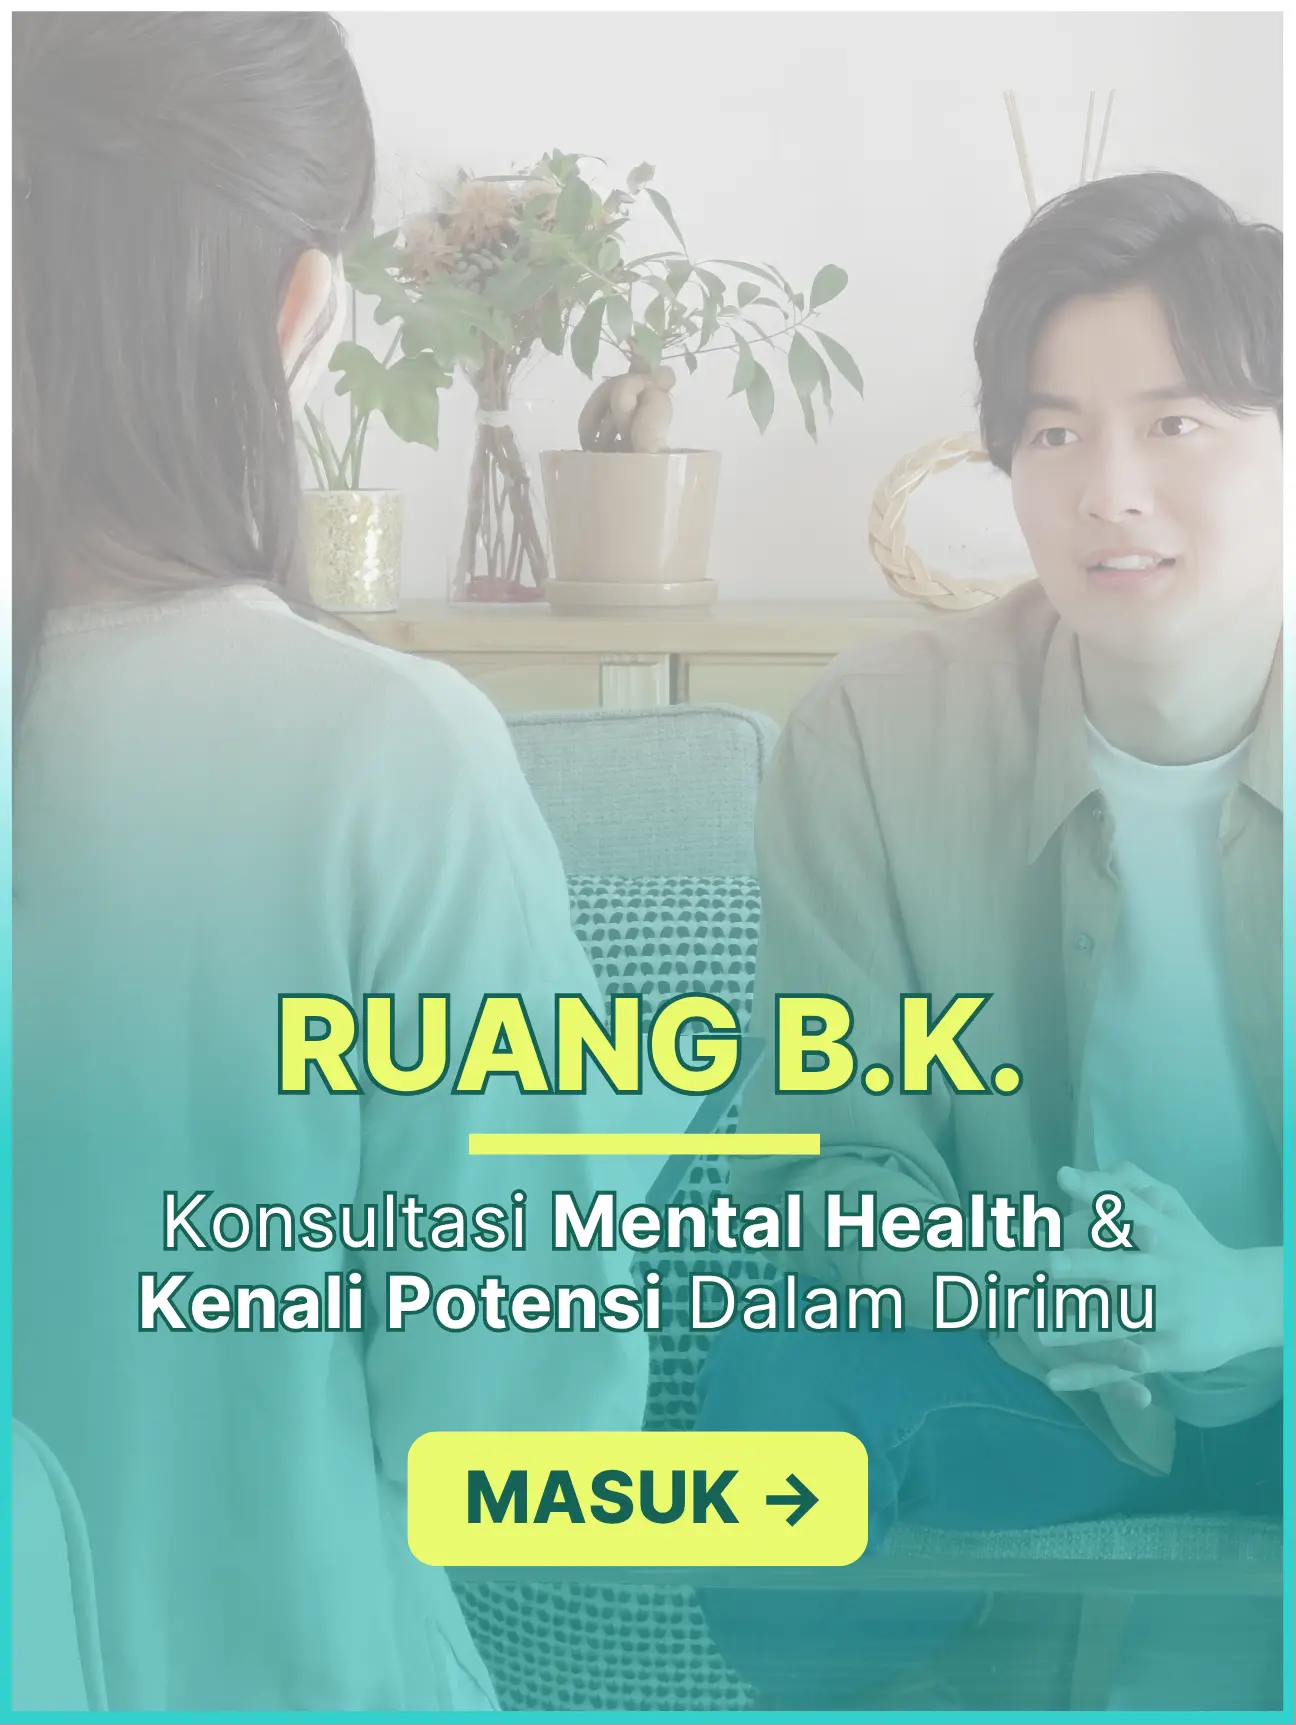 RUANG B.K.
Konsultasi Mental Health &
Kenali Potensi Dalam Dirimu
MASUK →